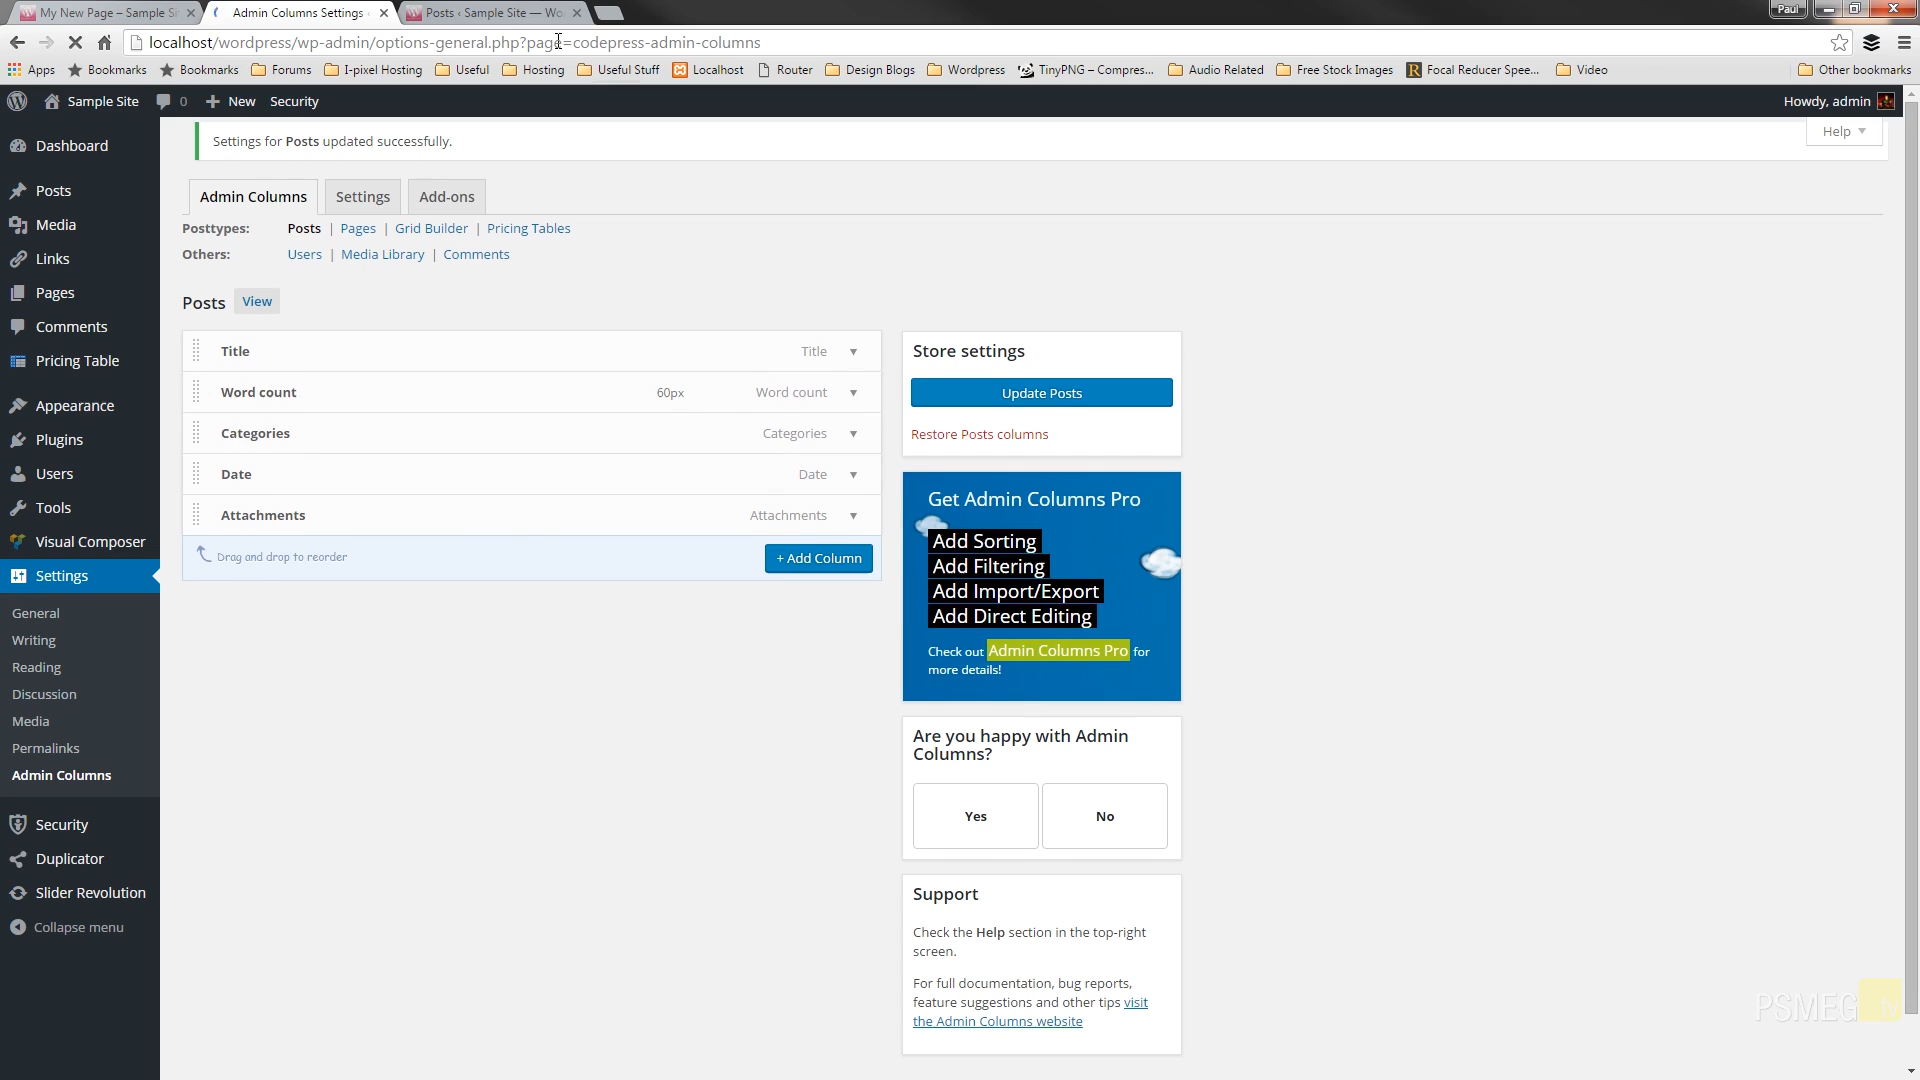 My New Page – Sample Si
Admin Columns Settings
Posts ‹ Sample Site — Wo
Paul
localhost/wordpress/wp-admin/options-general.php?page=codepress-admin-columns
Apps
Bookmarks
Bookmarks
Forums
I-pixel Hosting
Useful
Hosting
Useful Stuff
Localhost
Router
Design Blogs
Wordpress
TinyPNG – Compres...
Audio Related
Free Stock Images
Focal Reducer Spee...
Video
Other bookmarks
Sample Site
0
New
Security
Howdy, admin
Dashboard
Posts
Media
Links
Pages
Comments
Pricing Table
Appearance
Plugins
Users
Tools
Visual Composer
Settings
General
Writing
Reading
Discussion
Media
Permalinks
Admin Columns
Security
Duplicator
Slider Revolution
Collapse menu
Settings for Posts updated successfully.
Help
Admin Columns
Settings
Add-ons
Posttypes: Posts | Pages | Grid Builder | Pricing Tables
Others: Users | Media Library | Comments
Posts View
Title Title
Word count 60px Word count
Categories Categories
Date Date
Attachments Attachments
Drag and drop to reorder
+ Add Column
Store settings
Update Posts
Restore Posts columns
Get Admin Columns Pro
Add Sorting
Add Filtering
Add Import/Export
Add Direct Editing
Check out Admin Columns Pro for
more details!
Are you happy with Admin
Columns?
Yes
No
Support
Check the Help section in the top-right
screen.
For full documentation, bug reports,
feature suggestions and other tips visit
the Admin Columns website
PSMEG tv